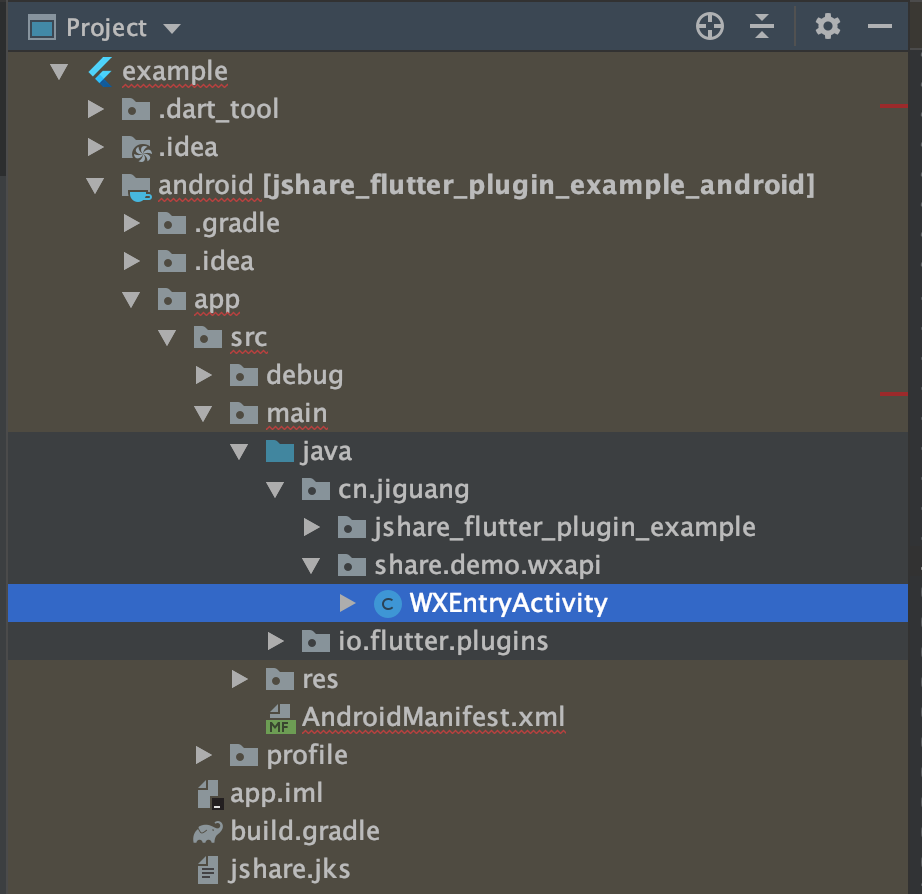 Project
example
.dart_tool
.idea
android [jshare_flutter_plugin_example_android]
.gradle
.idea
app
src
debug
main
java
cn.jiguang
jshare_flutter_plugin_example
share.demo.wxapi
C WXEntryActivity
io.flutter.plugins
res
MF AndroidManifest.xml
profile
app.iml
build.gradle
jshare.jks